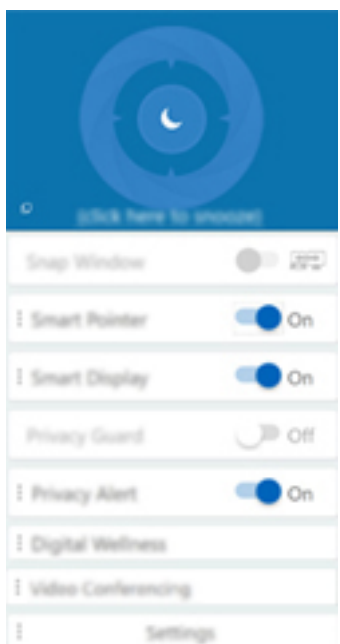 (click here to snooze)
Snap Window
Smart Pointer On
Smart Display On
Privacy Guard Off
Privacy Alert On
Digital Wellness
Video Conferencing
Settings